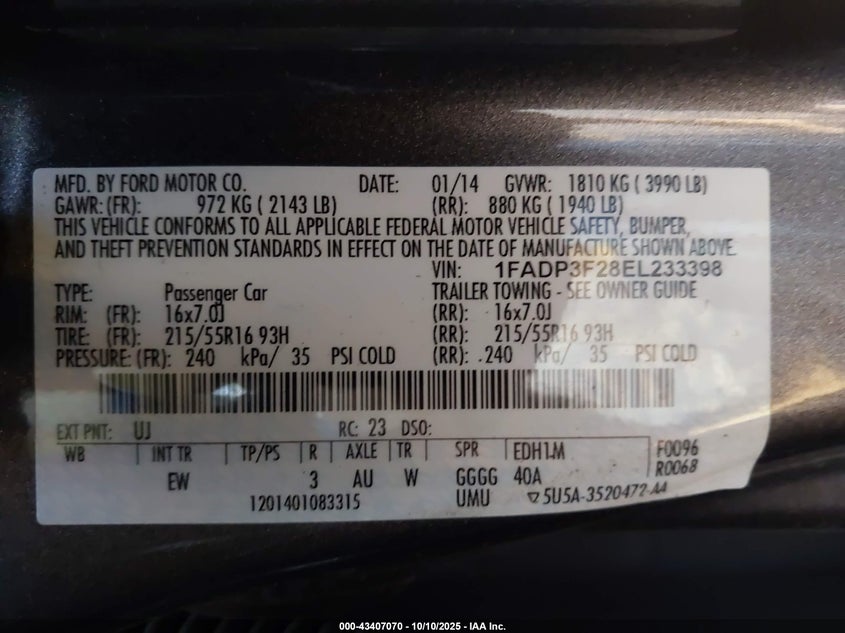 MFD. BY FORD MOTOR CO. DATE: 01/14 GVWR: 1810 KG ( 3990 LB)
GAWR: (FR): 972 KG ( 2143 LB) (RR): 880 KG ( 1940 LB)
THIS VEHICLE CONFORMS TO ALL APPLICABLE FEDERAL MOTOR VEHICLE SAFETY, BUMPER,
AND THEFT PREVENTION STANDARDS IN EFFECT ON THE DATE OF MANUFACTURE SHOWN ABOVE.
VIN: 1FADP3F28EL233398
TYPE: Passenger Car TRAILER TOWING - SEE OWNER GUIDE
RIM: (FR): 16x7.0J (RR): 16x7.0J
TIRE: (FR): 215/55R16 93H (RR): 215/55R16 93H
PRESSURE: (FR): 240 kPa/ 35 PSI COLD (RR): 240 kPa/ 35 PSI COLD
EXT PNT: UJ RC: 23 DSO:
WB INT TR TP/PS R AXLE TR SPR EDH1M F0096
EW 3 AU W GGGG 40A R0068
1201401083315 UMU ▽5U5A-3520472-AA
000-43407070 - 10/10/2025 - IAA Inc.